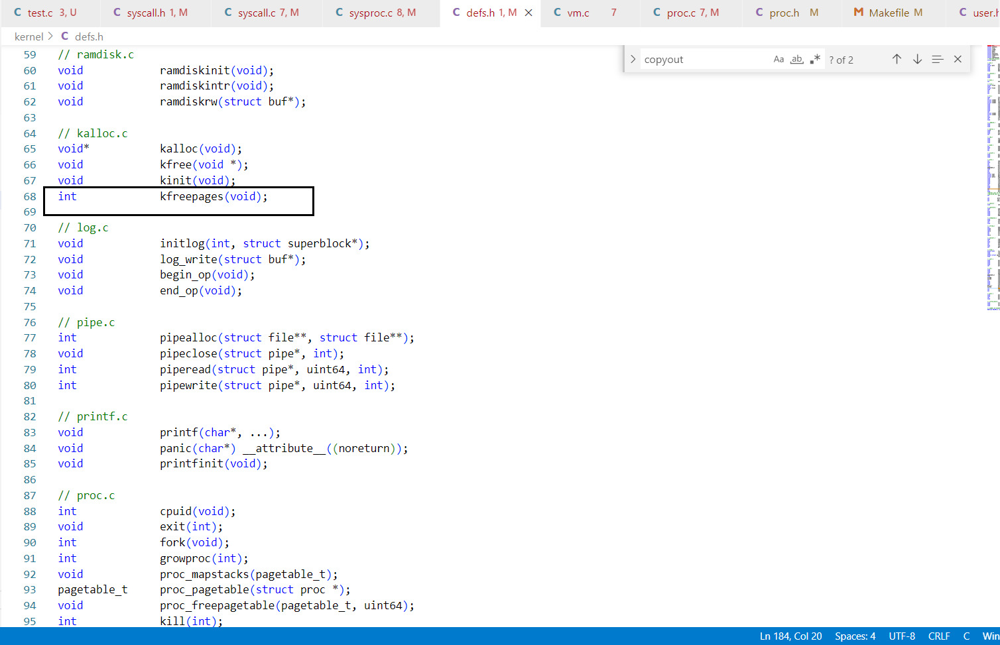 C test.c 3, U C syscall.h 1, M C syscall.c 7, M C sysproc.c 8, M C defs.h 1, M C vm.c 7 C proc.c 7, M C proc.h M M Makefile M C user.h
kernel > C defs.h
copyout Aa ab .* ? of 2
59 // ramdisk.c
60 void ramdiskinit(void);
61 void ramdiskintr(void);
62 void ramdiskrw(struct buf*);
63
64 // kalloc.c
65 void* kalloc(void);
66 void kfree(void *);
67 void kinit(void);
68 int kfreepages(void);
69
70 // log.c
71 void initlog(int, struct superblock*);
72 void log_write(struct buf*);
73 void begin_op(void);
74 void end_op(void);
75
76 // pipe.c
77 int pipealloc(struct file**, struct file**);
78 void pipeclose(struct pipe*, int);
79 int piperead(struct pipe*, uint64, int);
80 int pipewrite(struct pipe*, uint64, int);
81
82 // printf.c
83 void printf(char*, ...);
84 void panic(char*) __attribute__((noreturn));
85 void printfinit(void);
86
87 // proc.c
88 int cpuid(void);
89 void exit(int);
90 int fork(void);
91 int growproc(int);
92 void proc_mapstacks(pagetable_t);
93 pagetable_t proc_pagetable(struct proc *);
94 void proc_freepagetable(pagetable_t, uint64);
95 int kill(int);
Ln 184, Col 20 Spaces: 4 UTF-8 CRLF C Win